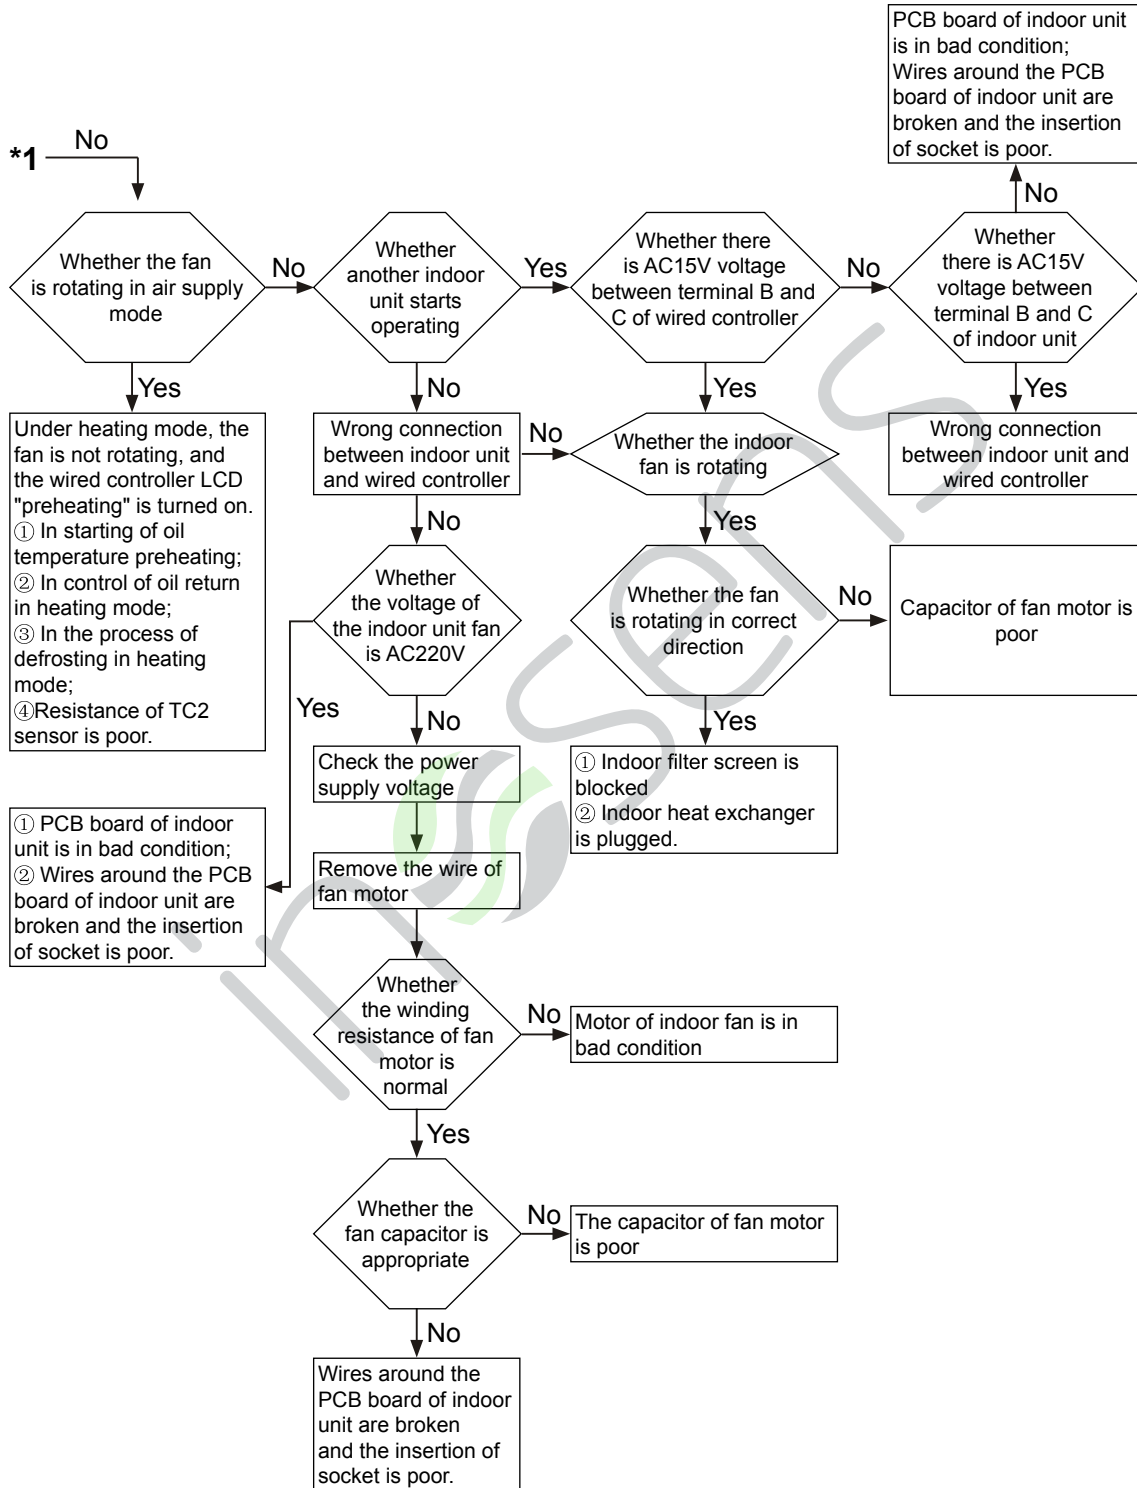 PCB board of indoor unit
is in bad condition;
Wires around the PCB
board of indoor unit are
broken and the insertion
of socket is poor.
*1
No
No
Whether the fan
is rotating in air supply
mode
No
Whether
another indoor
unit starts
operating
Yes
Whether there
is AC15V voltage
between terminal B and
C of wired controller
No
Whether
there is AC15V
voltage between
terminal B and C
of indoor unit
Yes
No
Yes
Yes
Under heating mode, the
fan is not rotating, and
the wired controller LCD
"preheating" is turned on.
① In starting of oil
temperature preheating;
② In control of oil return
in heating mode;
③ In the process of
defrosting in heating
mode;
④Resistance of TC2
sensor is poor.
Wrong connection
between indoor unit
and wired controller
No
Whether the indoor
fan is rotating
Wrong connection
between indoor unit and
wired controller
No
Yes
Whether
the voltage of
the indoor unit fan
is AC220V
Whether the fan
is rotating in correct
direction
No
Capacitor of fan motor is
poor
Yes
No
Yes
Check the power
supply voltage
① Indoor filter screen is
blocked
② Indoor heat exchanger
is plugged.
① PCB board of indoor
unit is in bad condition;
② Wires around the PCB
board of indoor unit are
broken and the insertion
of socket is poor.
Remove the wire of
fan motor
Whether
the winding
resistance of fan
motor is
normal
No
Motor of indoor fan is in
bad condition
Yes
Whether the
fan capacitor is
appropriate
No
The capacitor of fan motor
is poor
No
Wires around the
PCB board of indoor
unit are broken
and the insertion of
socket is poor.
inosens